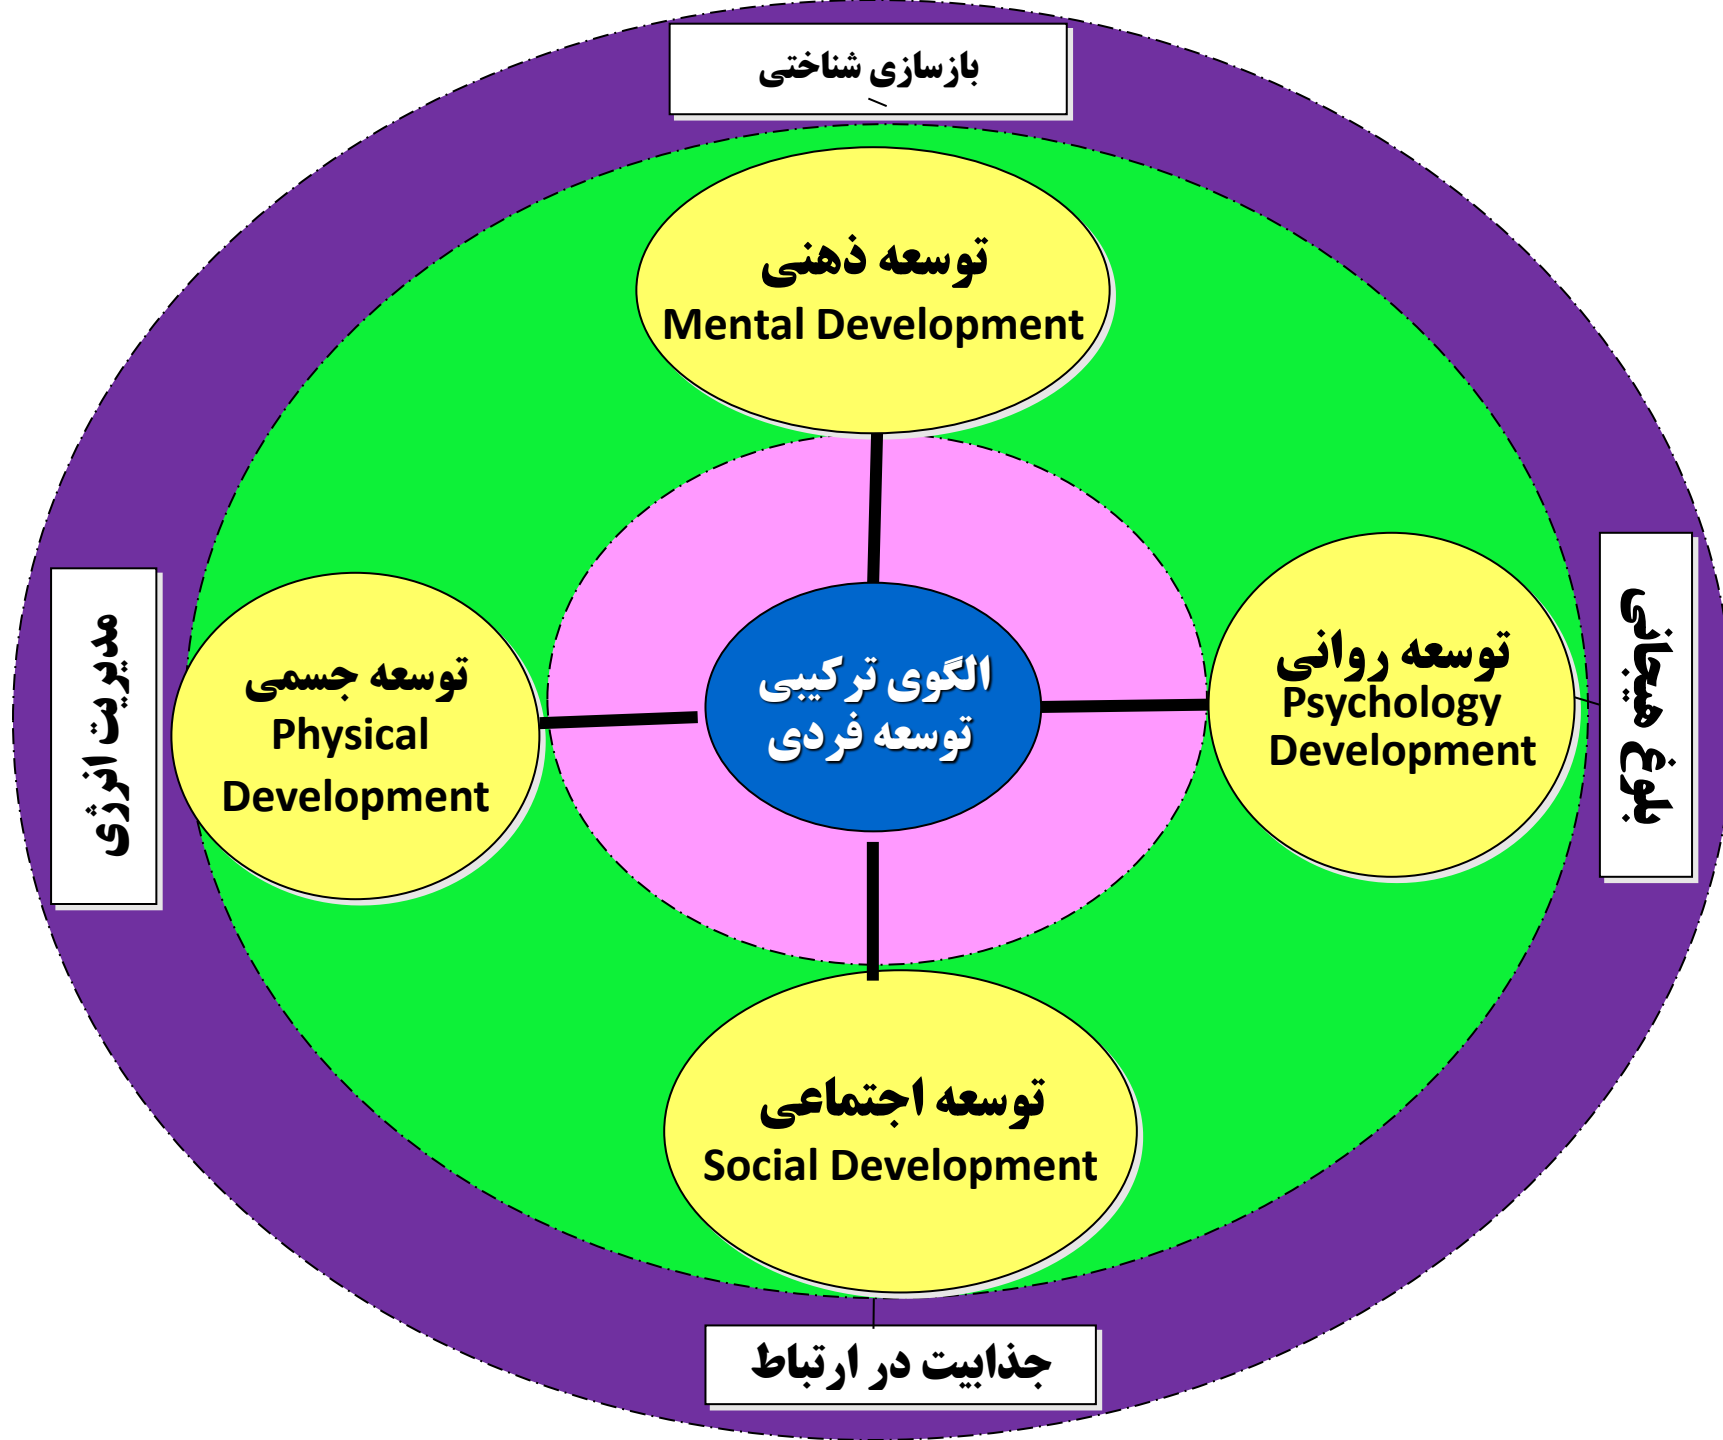 بازسازی شناختی
توسعه ذهنی
Mental Development
بلوغ هیجانی
توسعه روانی
Psychology
Development
الگوی ترکیبی
توسعه فردی
توسعه جسمی
Physical
Development
مدیریت انرژی
توسعه اجتماعی
Social Development
جذابیت در ارتباط